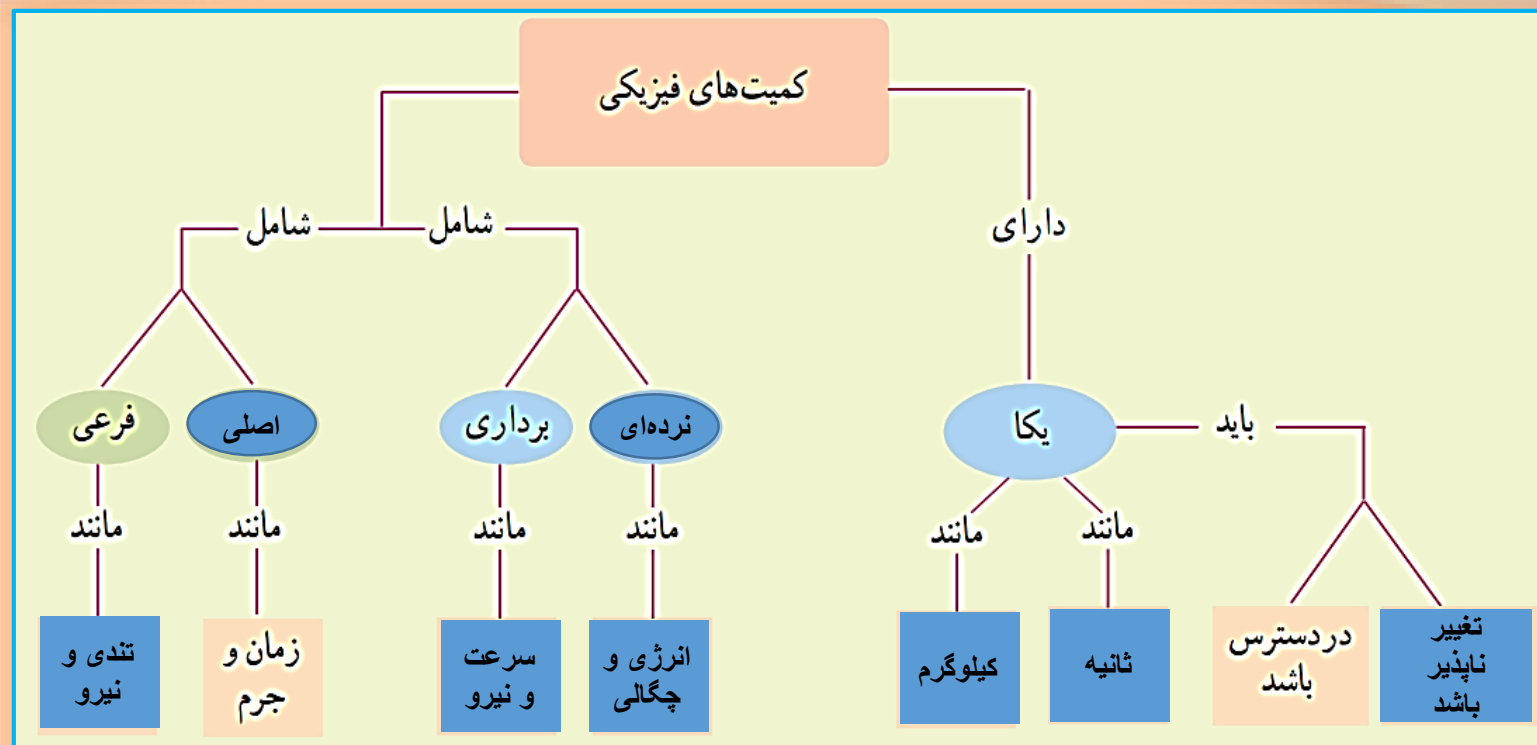 کمیت‌های فیزیکی
دارای
شامل
شامل
یکا
باید
نرده‌ای
برداری
اصلی
فرعی
مانند
مانند
مانند
مانند
مانند
مانند
تغییر
ناپذیر
باشد
دردسترس
باشد
ثانیه
کیلوگرم
انرژی و
چگالی
سرعت
و نیرو
زمان و
جرم
تندی و
نیرو